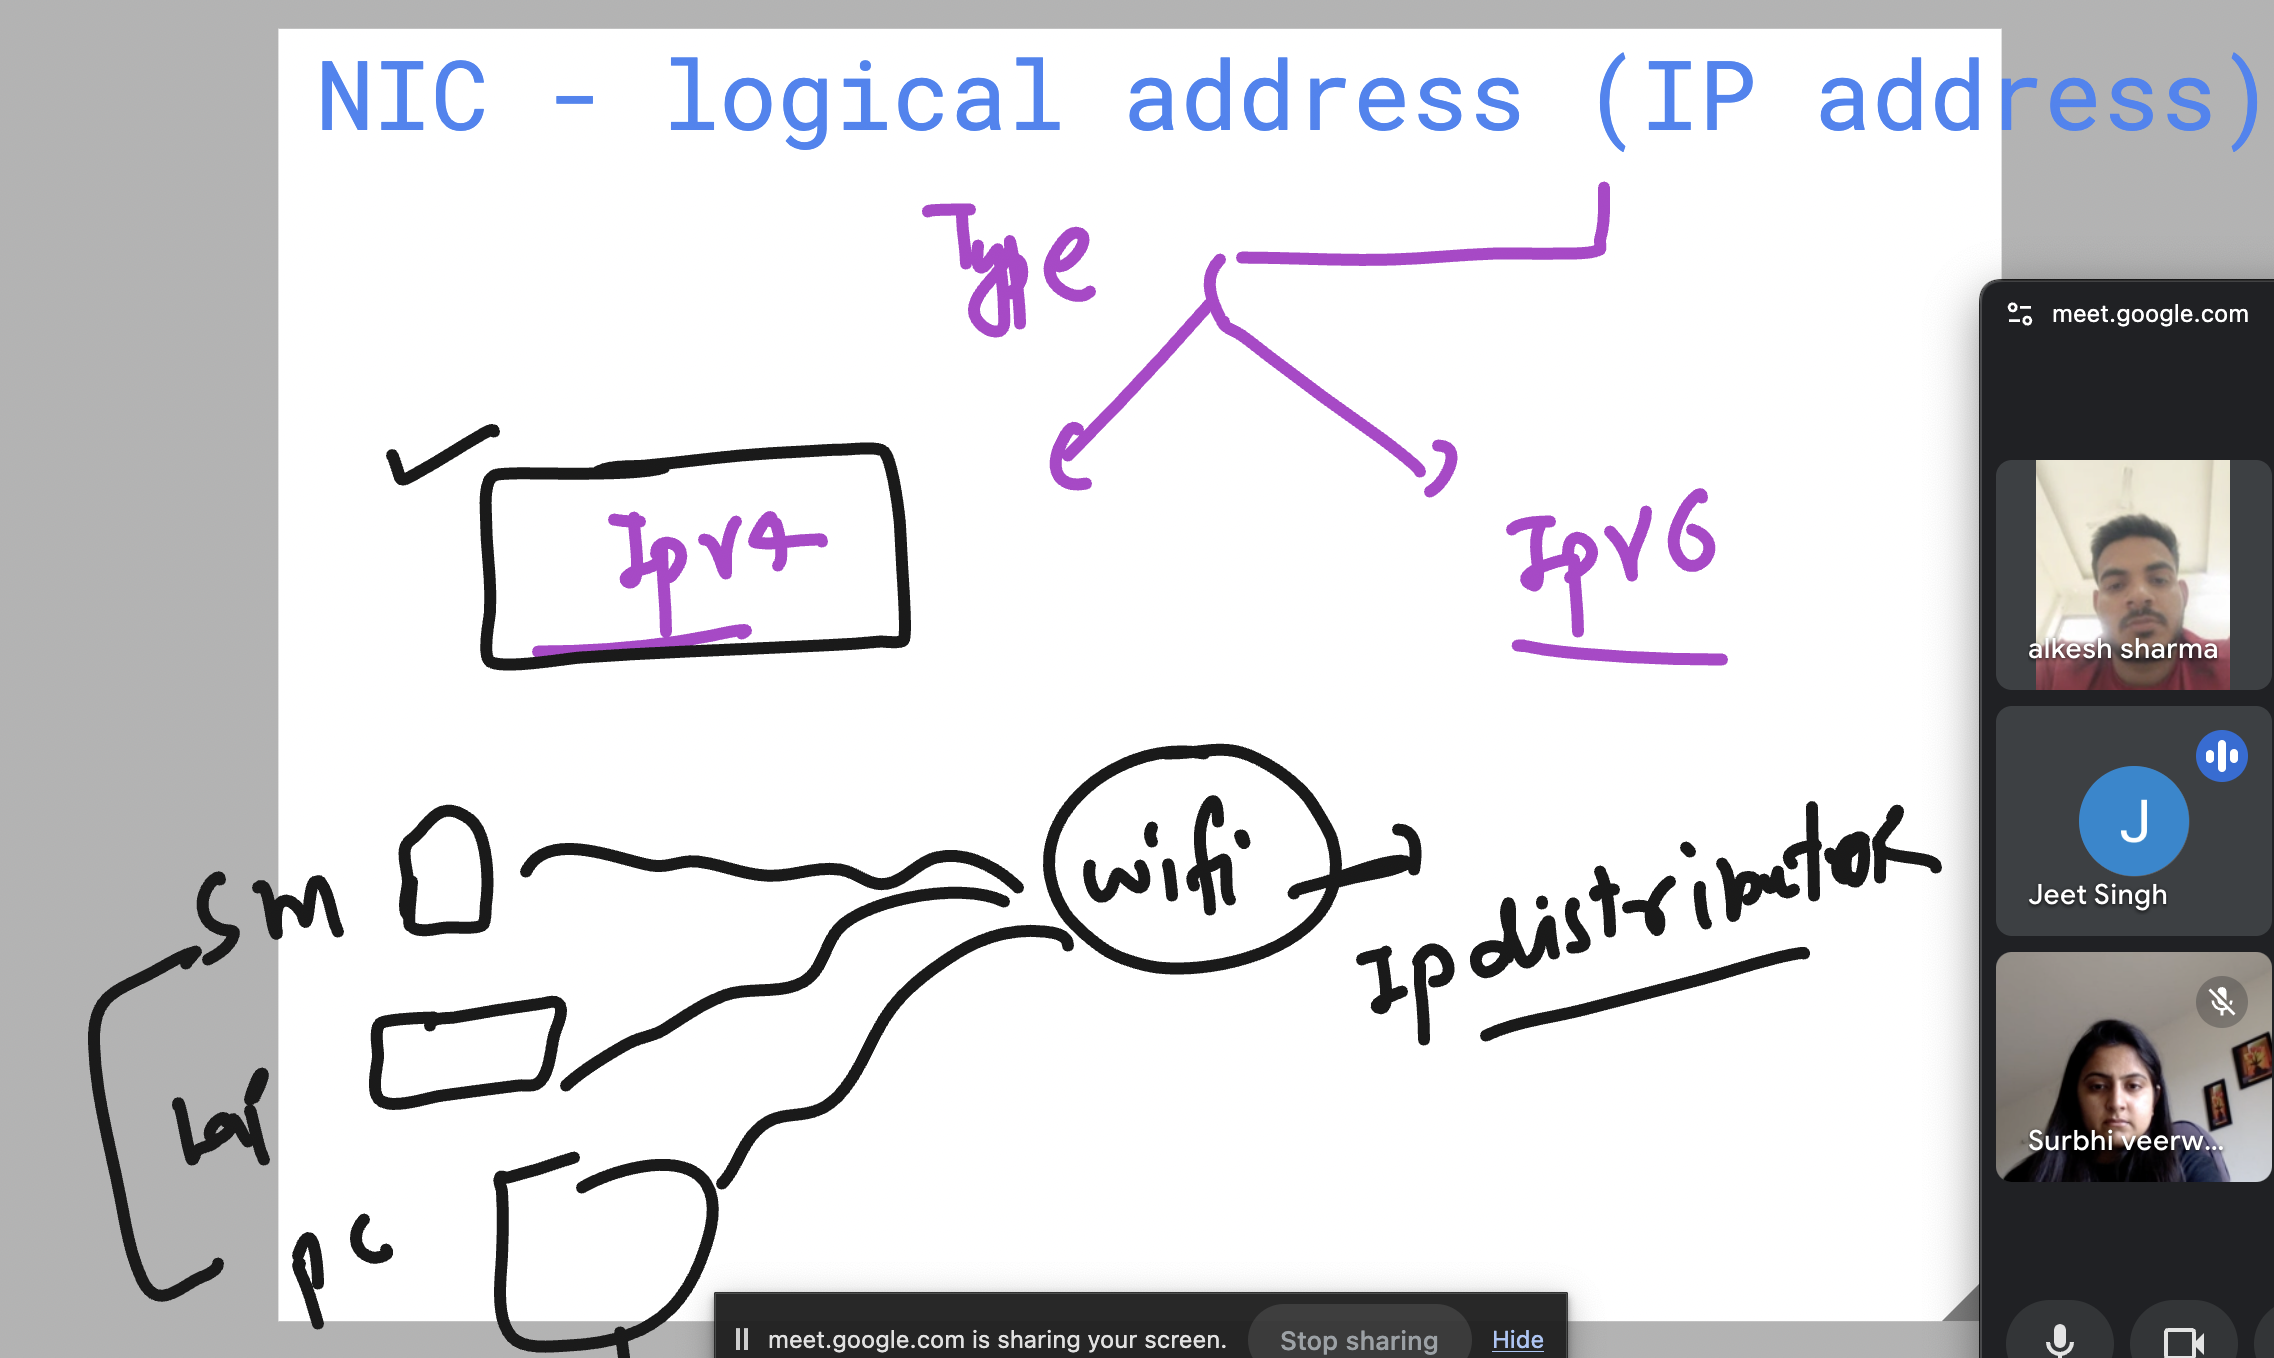 NIC - logical address (IP address)
Type
Ipv4
Ipv6
wifi
Ip distributor
Sm
pc
meet.google.com
alkesh sharma
J
Jeet Singh
Surbhi veerw...
meet.google.com is sharing your screen.
Stop sharing
Hide